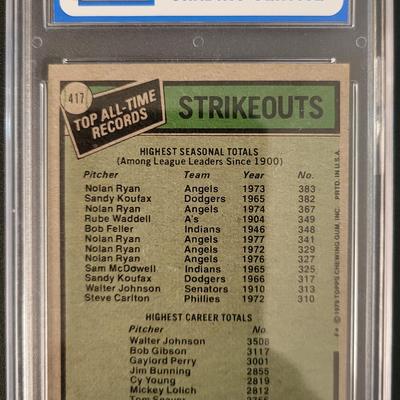 417
TOP ALL-TIME
RECORDS
STRIKEOUTS
HIGHEST SEASONAL TOTALS
(Among League Leaders Since 1900)
Pitcher Team Year No.
Nolan Ryan Angels 1973 383
Sandy Koufax Dodgers 1965 382
Nolan Ryan Angels 1974 367
Rube Waddell A's 1904 349
Bob Feller Indians 1946 348
Nolan Ryan Angels 1977 341
Nolan Ryan Angels 1972 329
Nolan Ryan Angels 1976 327
Sam McDowell Indians 1965 325
Sandy Koufax Dodgers 1966 317
Walter Johnson Senators 1910 313
Steve Carlton Phillies 1972 310
HIGHEST CAREER TOTALS
Pitcher No.
Walter Johnson 3508
Bob Gibson 3117
Gaylord Perry 3001
Jim Bunning 2855
Cy Young 2819
Mickey Lolich 2812
© 1979 TOPPS CHEWING GUM, INC. PRTD. IN U.S.A.